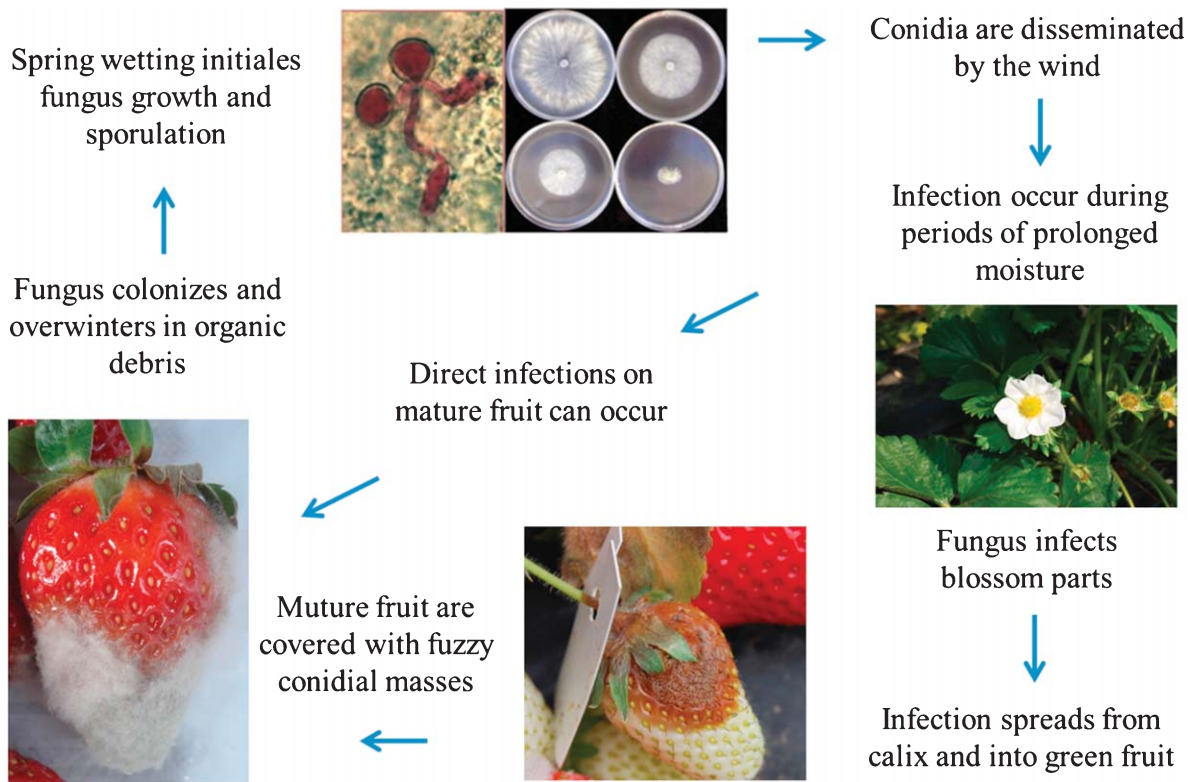 Spring wetting initiales
fungus growth and
sporulation
Conidia are disseminated
by the wind
Infection occur during
periods of prolonged
moisture
Fungus infects
blossom parts
Infection spreads from
calix and into green fruit
Direct infections on
mature fruit can occur
Muture fruit are
covered with fuzzy
conidial masses
Fungus colonizes and
overwinters in organic
debris